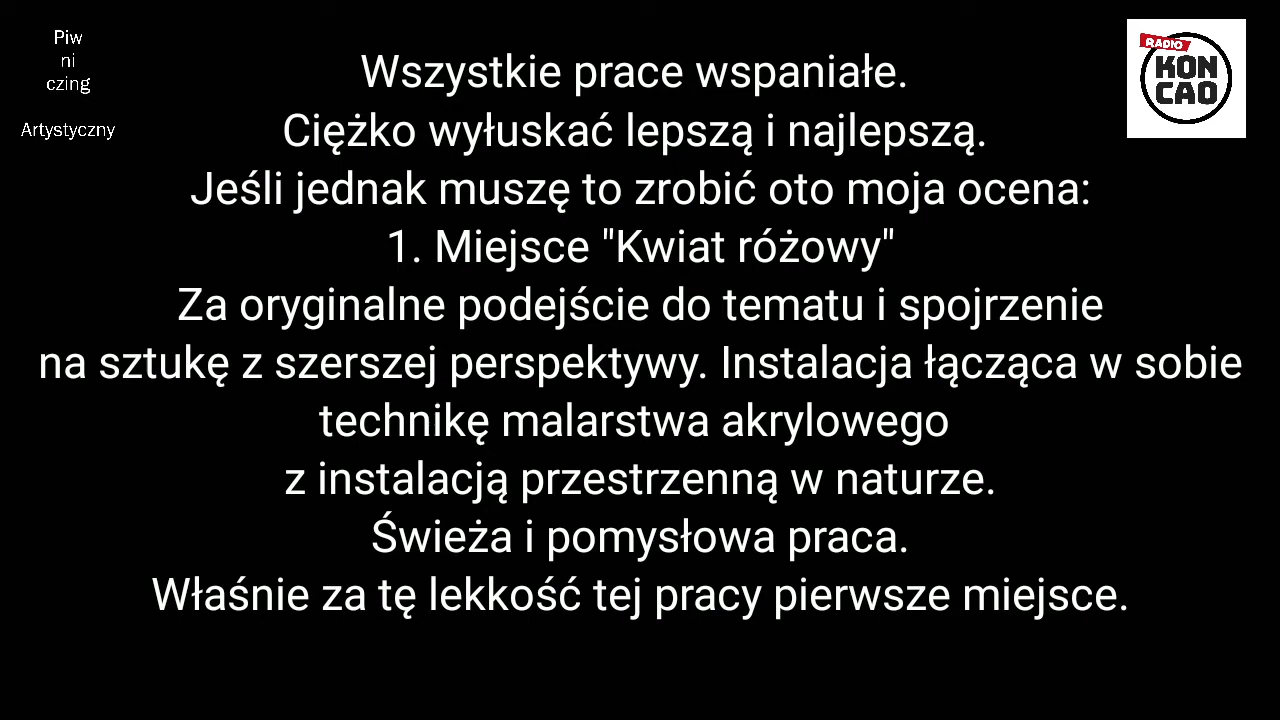 Piw
ni
czing
Artystyczny
RADIO
KON
CAO
Wszystkie prace wspaniałe.
Ciężko wyłuskać lepszą i najlepszą.
Jeśli jednak muszę to zrobić oto moja ocena:
1. Miejsce "Kwiat różowy"
Za oryginalne podejście do tematu i spojrzenie
na sztukę z szerszej perspektywy. Instalacja łącząca w sobie
technikę malarstwa akrylowego
z instalacją przestrzenną w naturze.
Świeża i pomysłowa praca.
Właśnie za tę lekkość tej pracy pierwsze miejsce.